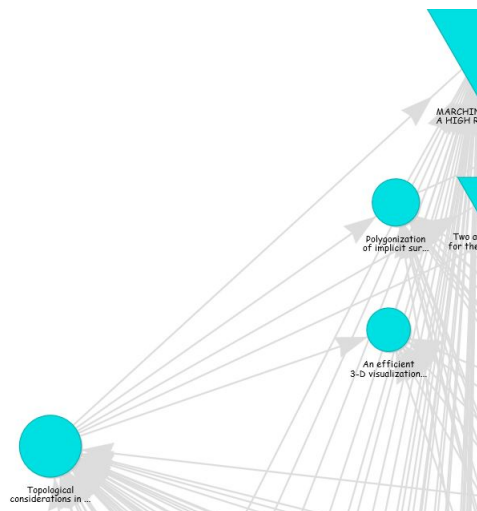 MARCHIN
A HIGH R
Polygonization
of implicit sur...
Two a
for the
An efficient
3-D visualization...
Topological
considerations in ...